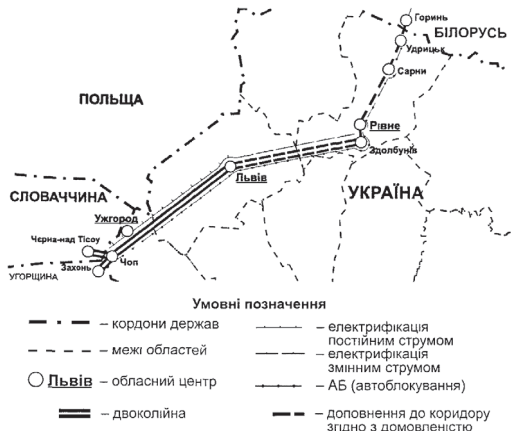 Горинь
БІЛОРУСЬ
Удрицьк
Сарни
ПОЛЬЩА
Рівне
Здолбунів
Львів
УКРАЇНА
СЛОВАЧЧИНА
Ужгород
Чєрна-над Тісоу
Чоп
Захонь
УГОРЩИНА
Умовні позначення
– кордони держав
– межі областей
Львів – обласний центр
– двоколійна
– електрифікація
постійним струмом
– електрифікація
змінним струмом
– АБ (автоблокування)
– доповнення до коридору
згідно з домовленістю